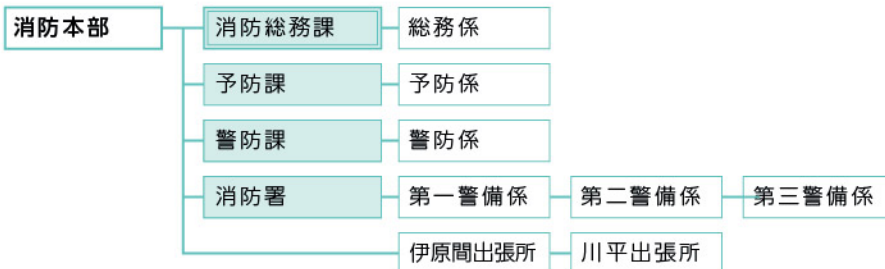 消防本部 消防総務課 総務係
予防課 予防係
警防課 警防係
消防署 第一警備係 第二警備係 第三警備係
伊原間出張所 川平出張所